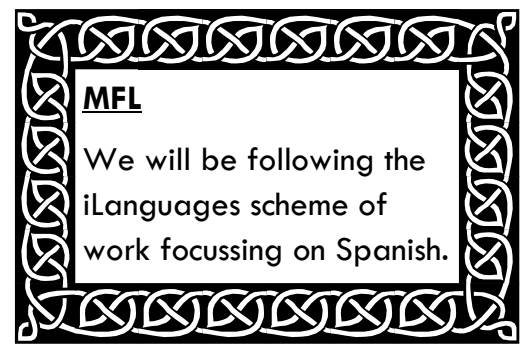 MFL
We will be following the
iLanguages scheme of
work focussing on Spanish.